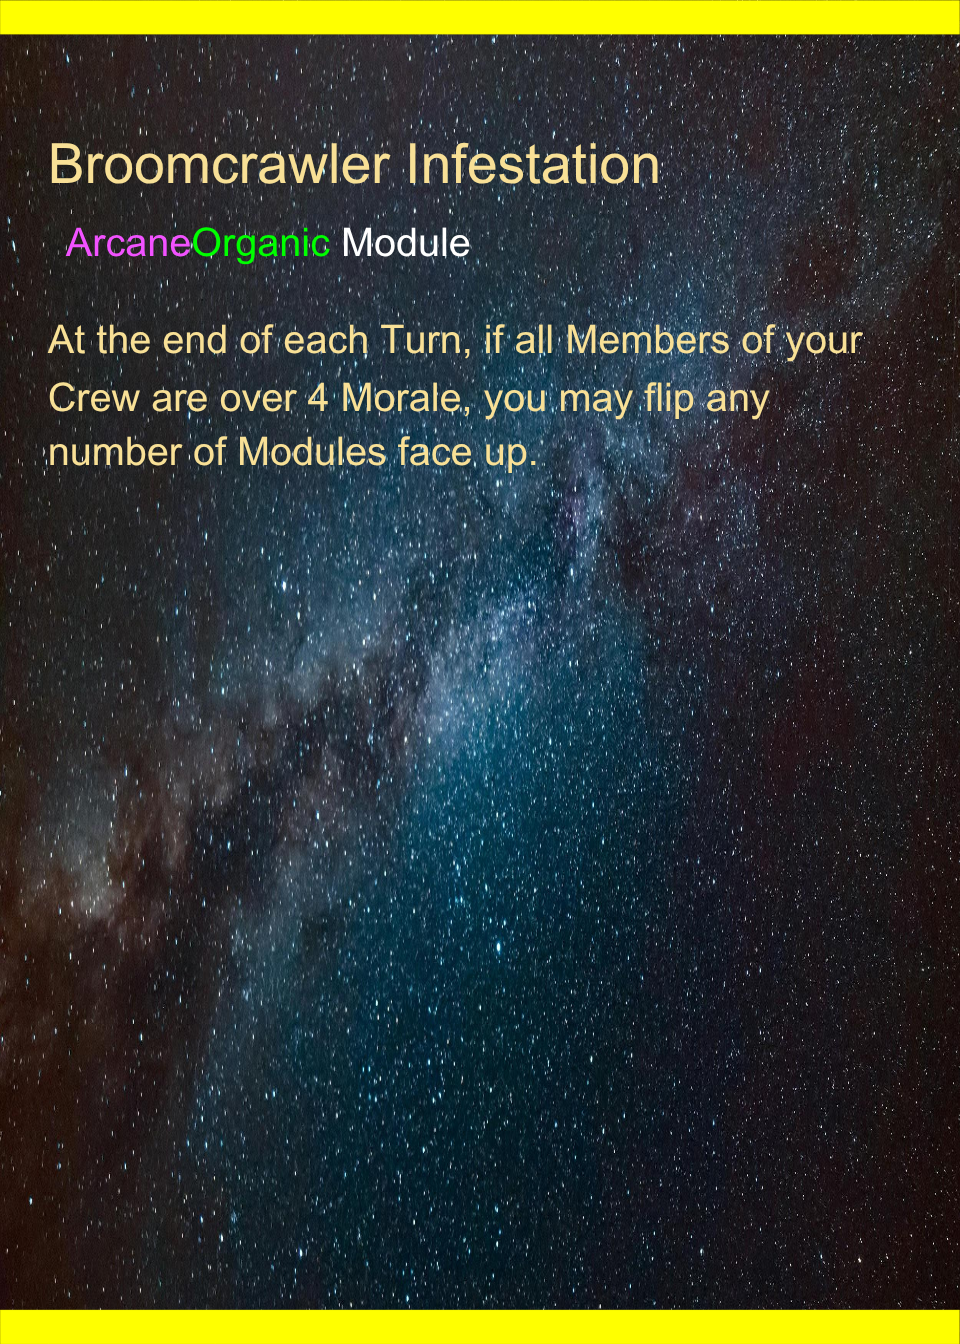 Broomcrawler Infestation
ArcaneOrganic Module
At the end of each Turn, if all Members of your
Crew are over 4 Morale, you may flip any
number of Modules face up.